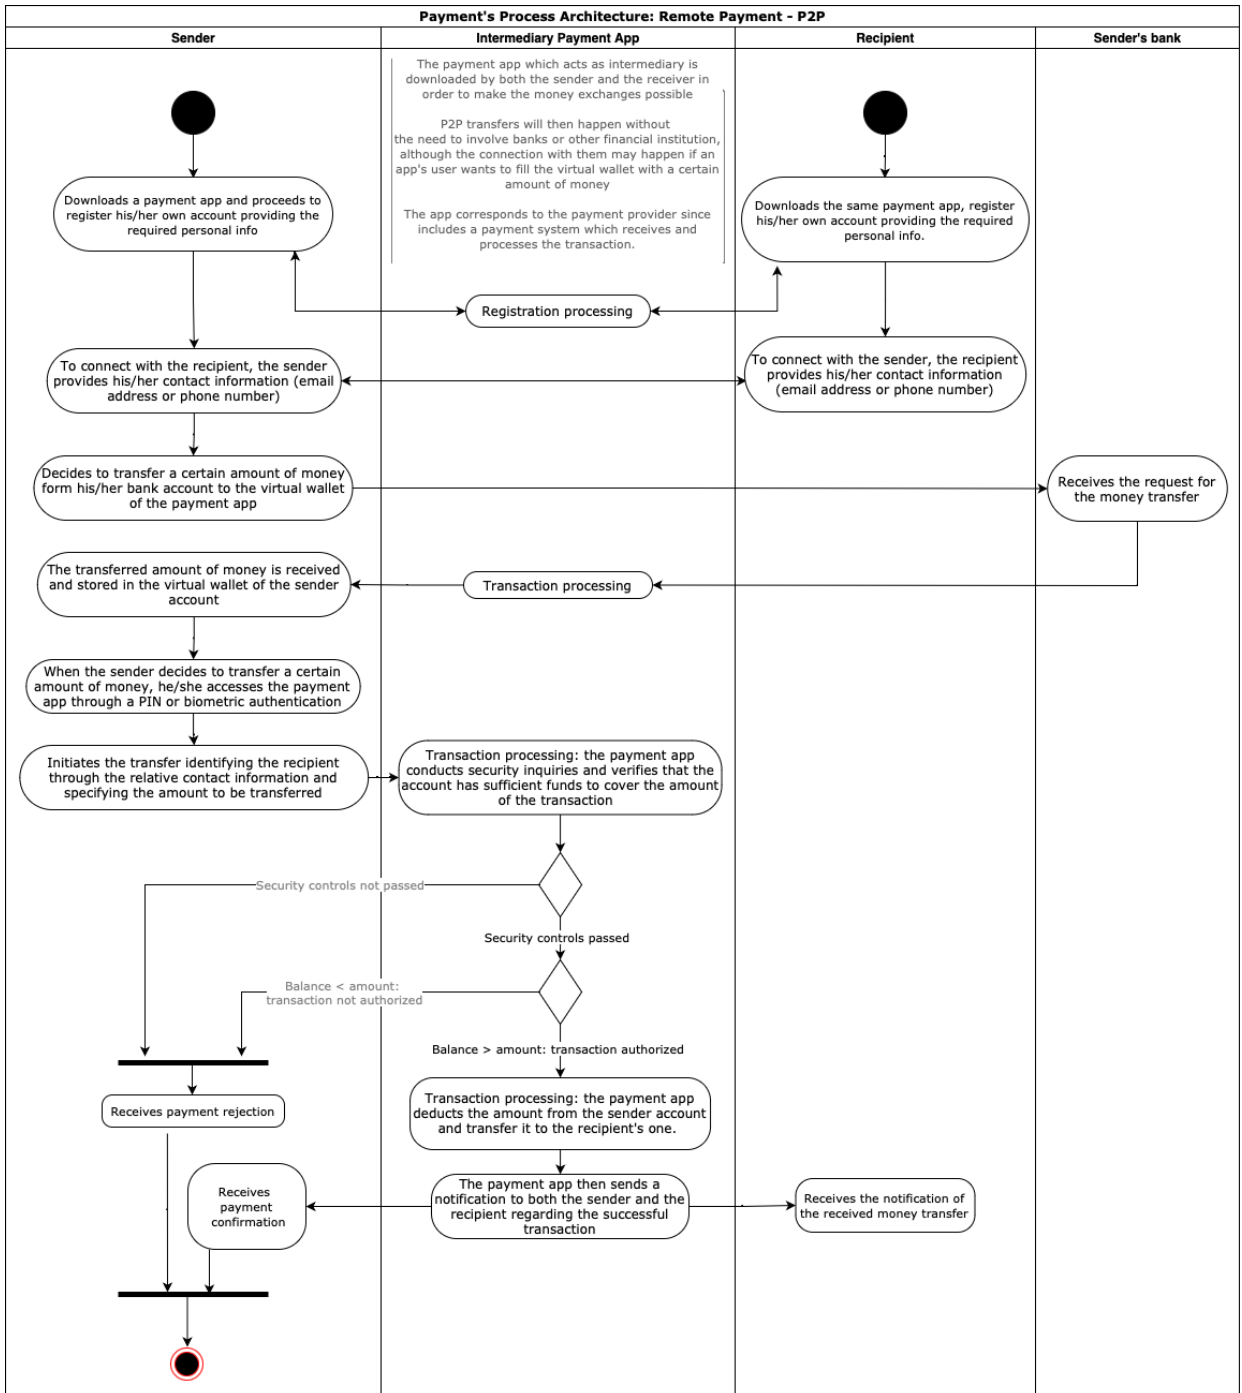 Payment's Process Architecture: Remote Payment - P2P
Sender
Intermediary Payment App
Recipient
Sender's bank
The payment app which acts as intermediary is
downloaded by both the sender and the receiver in
order to make the money exchanges possible
P2P transfers will then happen without
the need to involve banks or other financial institution,
although the connection with them may happen if an
app's user wants to fill the virtual wallet with a certain
amount of money
The app corresponds to the payment provider since
includes a payment system which receives and
processes the transaction.
Downloads a payment app and proceeds to
register his/her own account providing the
required personal info
Downloads the same payment app, register
his/her own account providing the required
personal info.
Registration processing
To connect with the recipient, the sender
provides his/her contact information (email
address or phone number)
To connect with the sender, the recipient
provides his/her contact information
(email address or phone number)
Decides to transfer a certain amount of money
form his/her bank account to the virtual wallet
of the payment app
Receives the request for
the money transfer
The transferred amount of money is received
and stored in the virtual wallet of the sender
account
Transaction processing
When the sender decides to transfer a certain
amount of money, he/she accesses the payment
app through a PIN or biometric authentication
Initiates the transfer identifying the recipient
through the relative contact information and
specifying the amount to be transferred
Transaction processing: the payment app
conducts security inquiries and verifies that the
account has sufficient funds to cover the amount
of the transaction
Security controls not passed
Security controls passed
Balance < amount:
transaction not authorized
Balance > amount: transaction authorized
Transaction processing: the payment app
deducts the amount from the sender account
and transfer it to the recipient's one.
Receives payment rejection
Receives
payment
confirmation
The payment app then sends a
notification to both the sender and the
recipient regarding the successful
transaction
Receives the notification of
the received money transfer